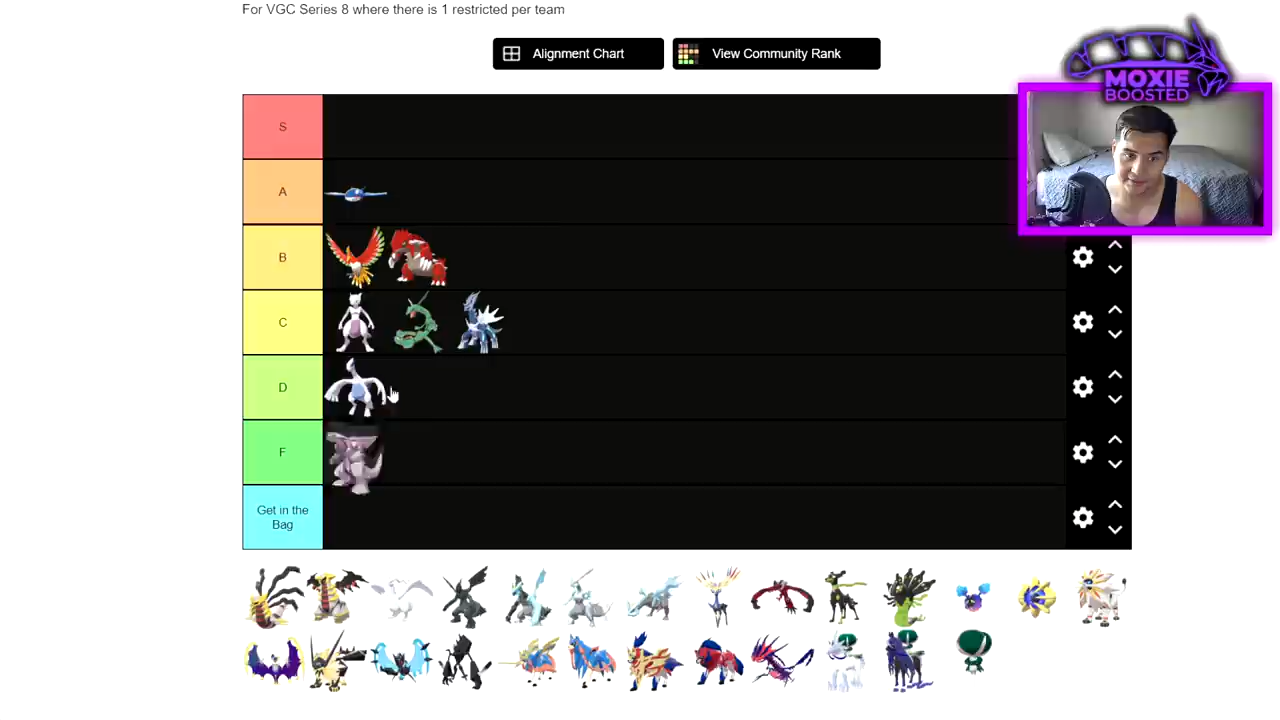 For VGC Series 8 where there is 1 restricted per team
Alignment Chart
View Community Rank
MOXIE
BOOSTED
S
A
B
C
D
F
Get in the
Bag